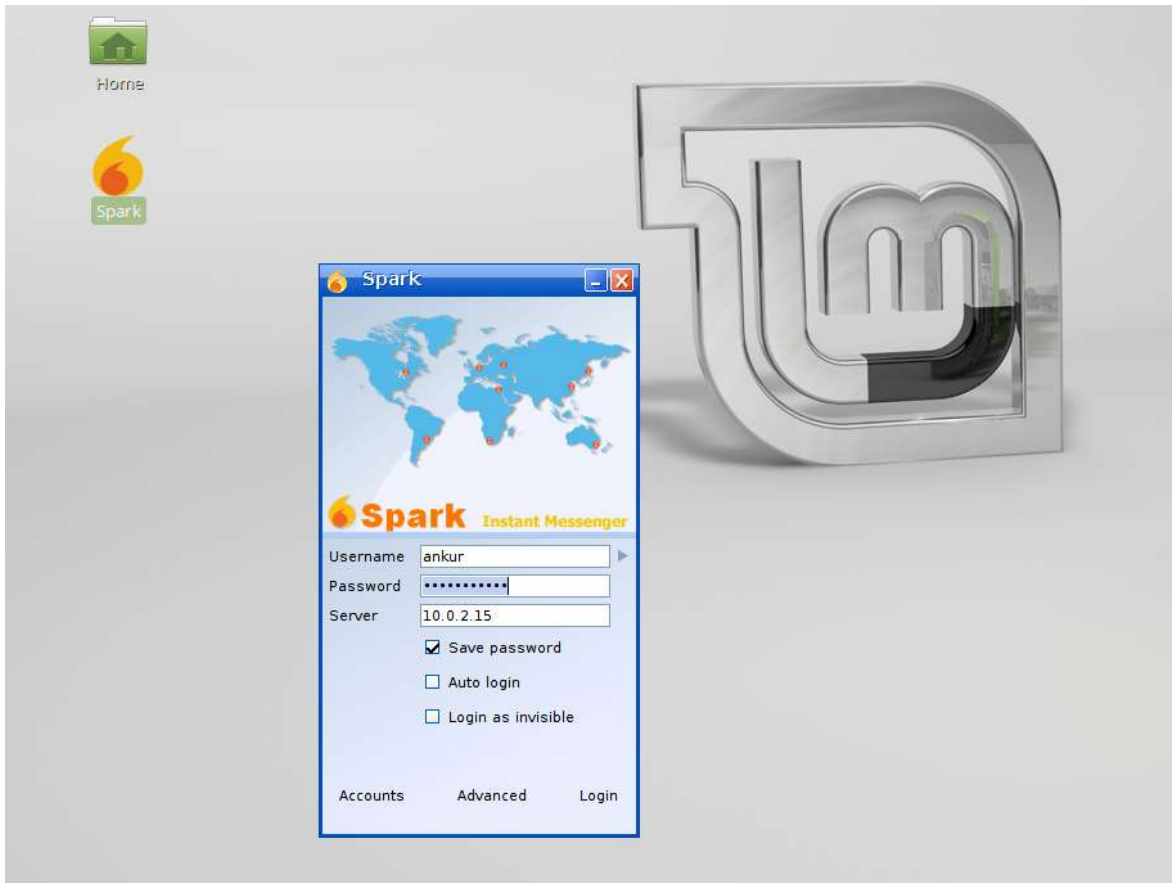 Home
Spark
Spark
Spark Instant Messenger
Username ankur
Password •••••••••••
Server 10.0.2.15
Save password
Auto login
Login as invisible
Accounts Advanced Login